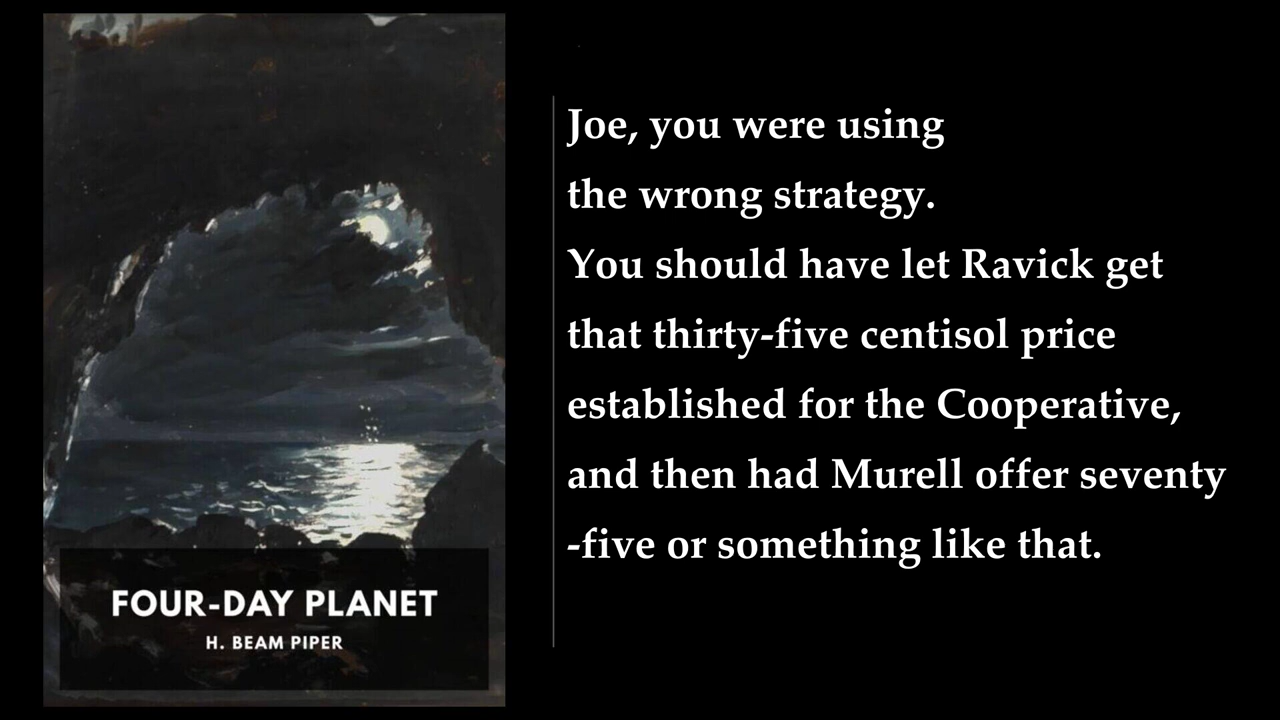 FOUR-DAY PLANET
H. BEAM PIPER
Joe, you were using
the wrong strategy.
You should have let Ravick get
that thirty-five centisol price
established for the Cooperative,
and then had Murell offer seventy
-five or something like that.